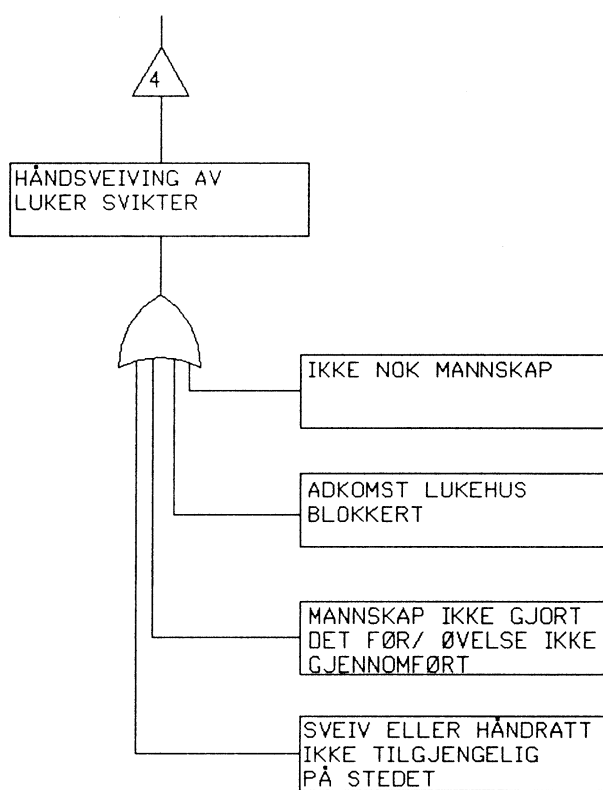 4
HÅNDSVEIVING AV
LUKER SVIKTER
IKKE NOK MANNSKAP
ADKOMST LUKEHUS
BLOKKERT
MANNSKAP IKKE GJORT
DET FØR/ ØVELSE IKKE
GJENNOMFØRT
SVEIV ELLER HÅNDRATT
IKKE TILGJENGELIG
PÅ STEDET